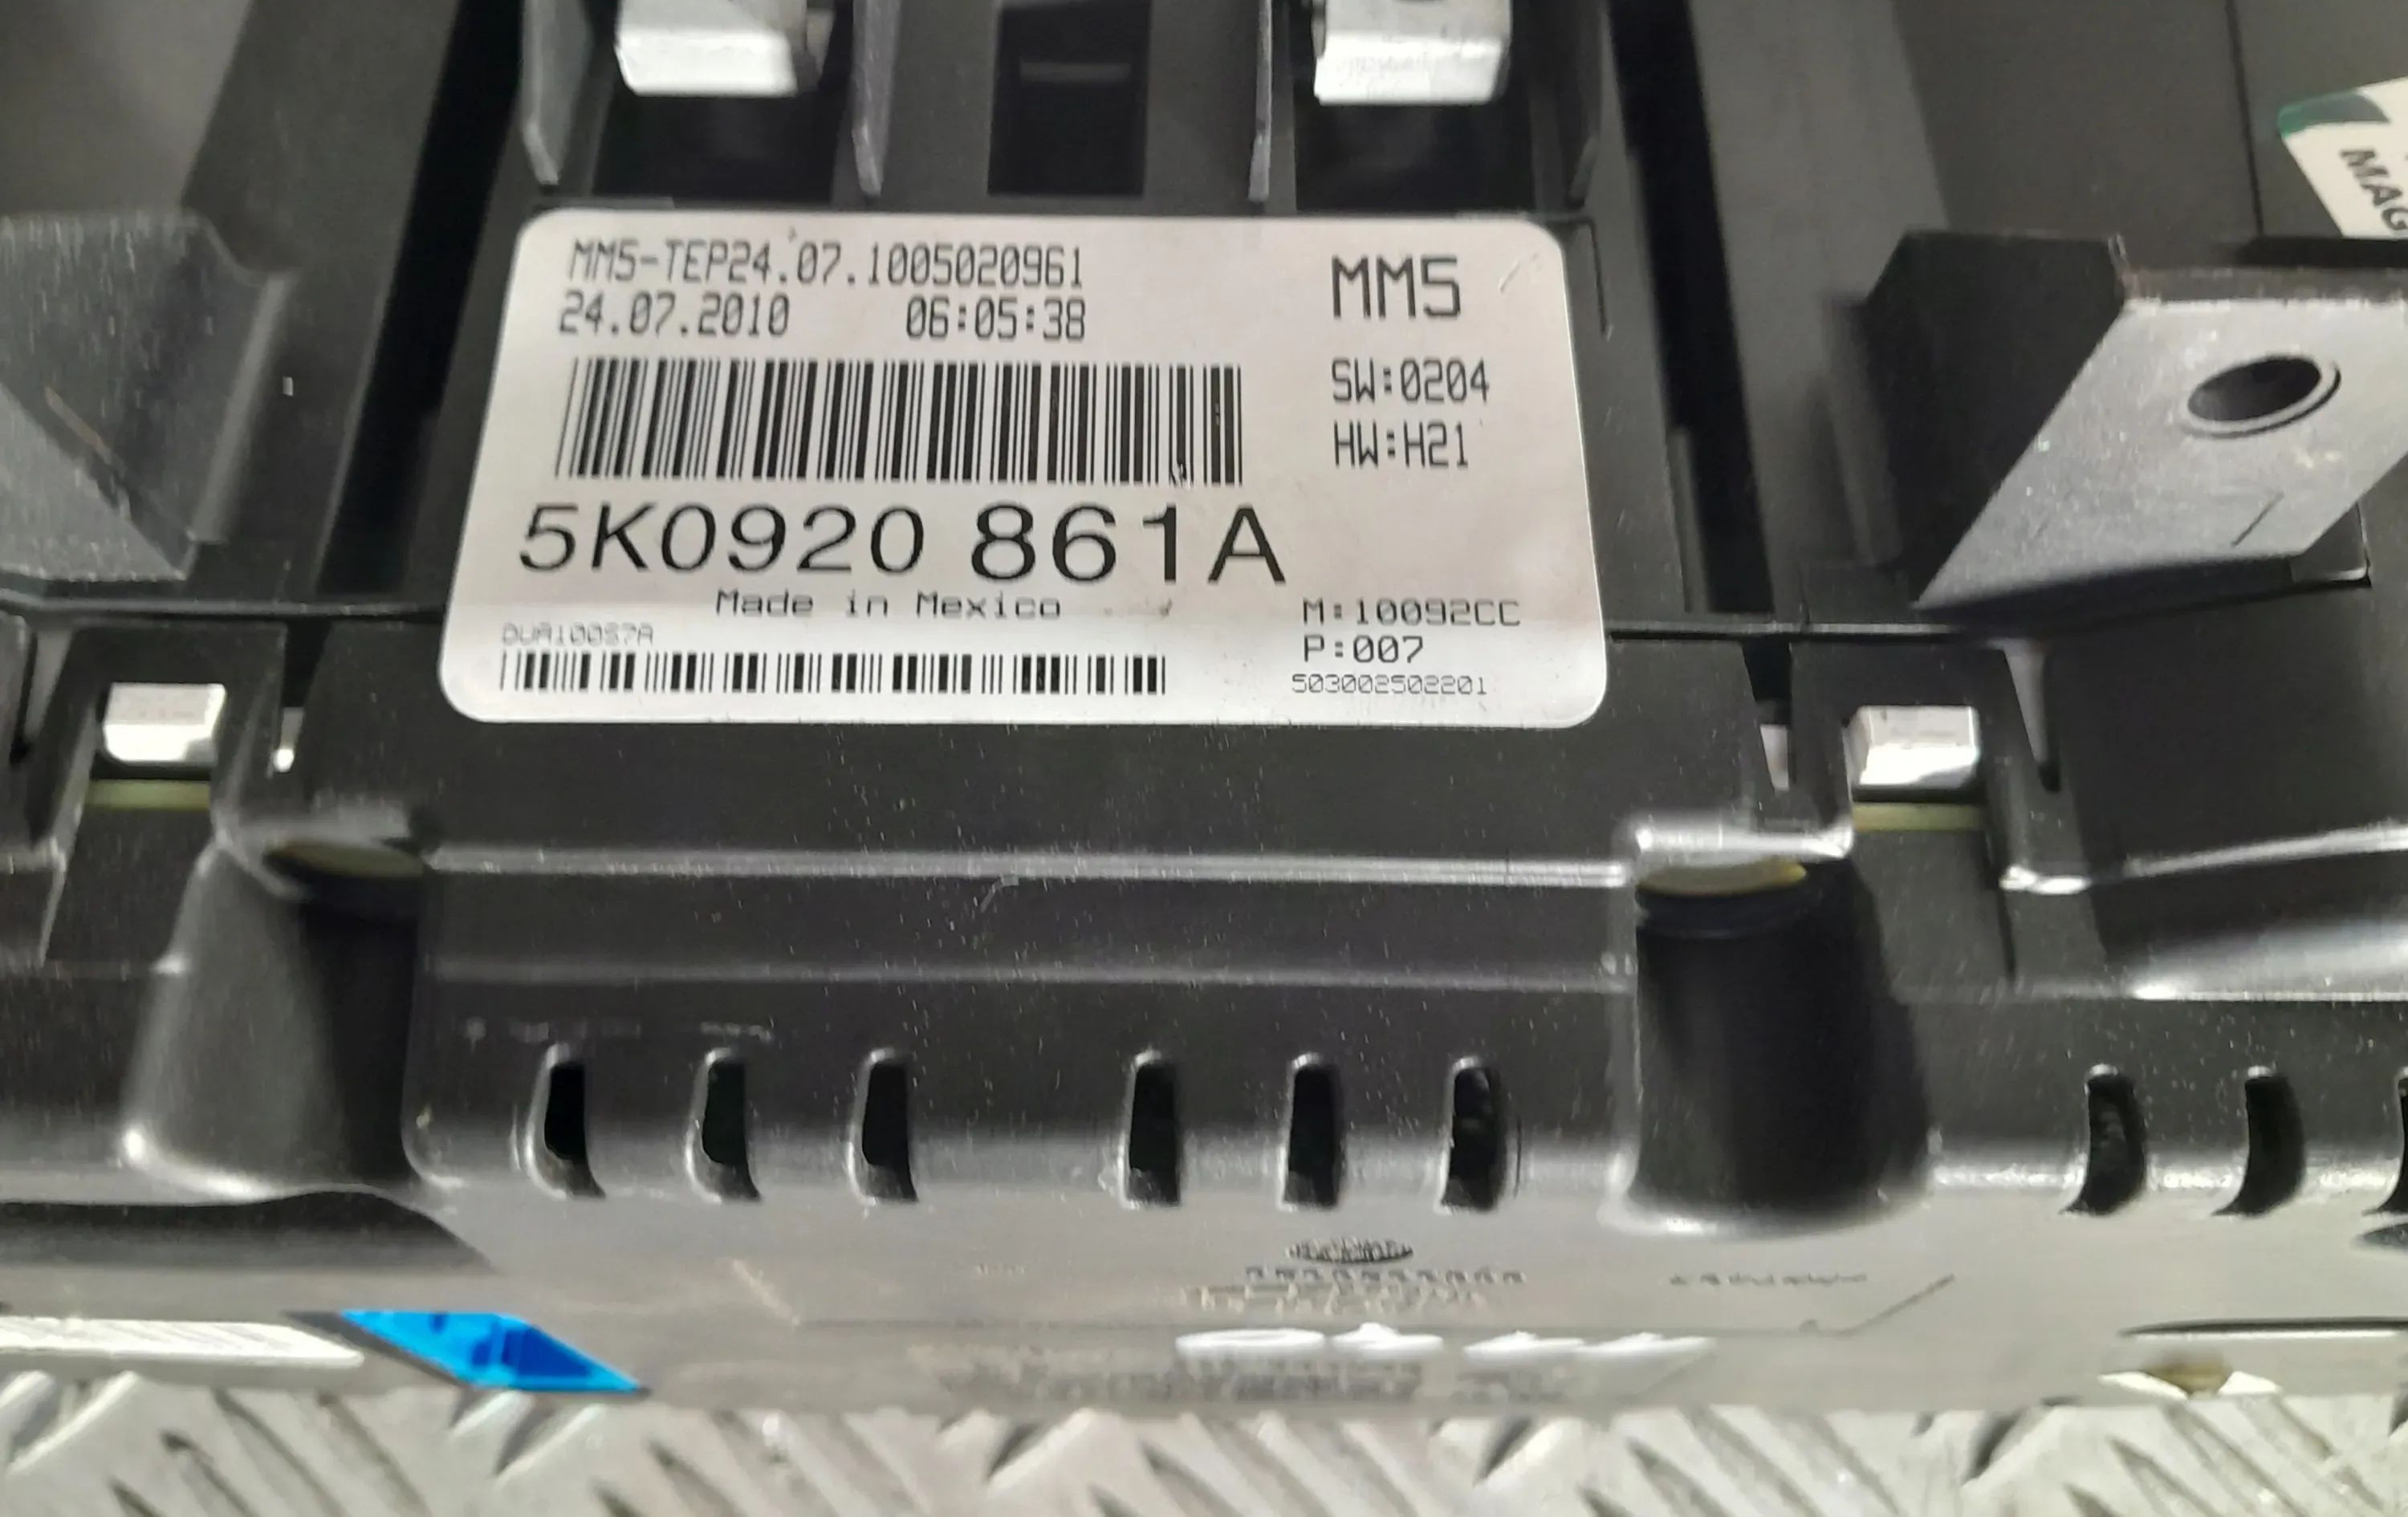 MM5-TEP24.07.1005020961
24.07.2010 06:05:38
MM5
SW:0204
HW:H21
5K0920 861A
Made in Mexico
M:10092CC
P:007
503002502201
MAG